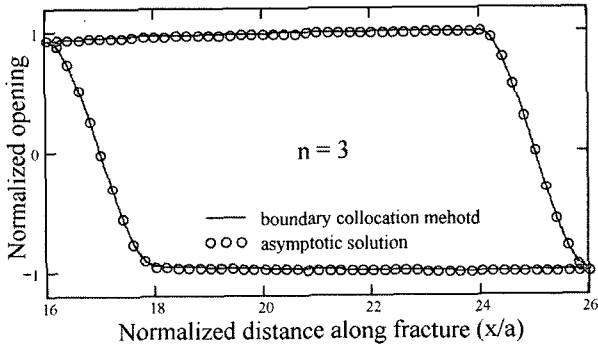 Normalized opening
1
0
-1
n = 3
boundary collocation mehotd
asymptotic solution
16
18
20
22
24
26
Normalized distance along fracture (x/a)